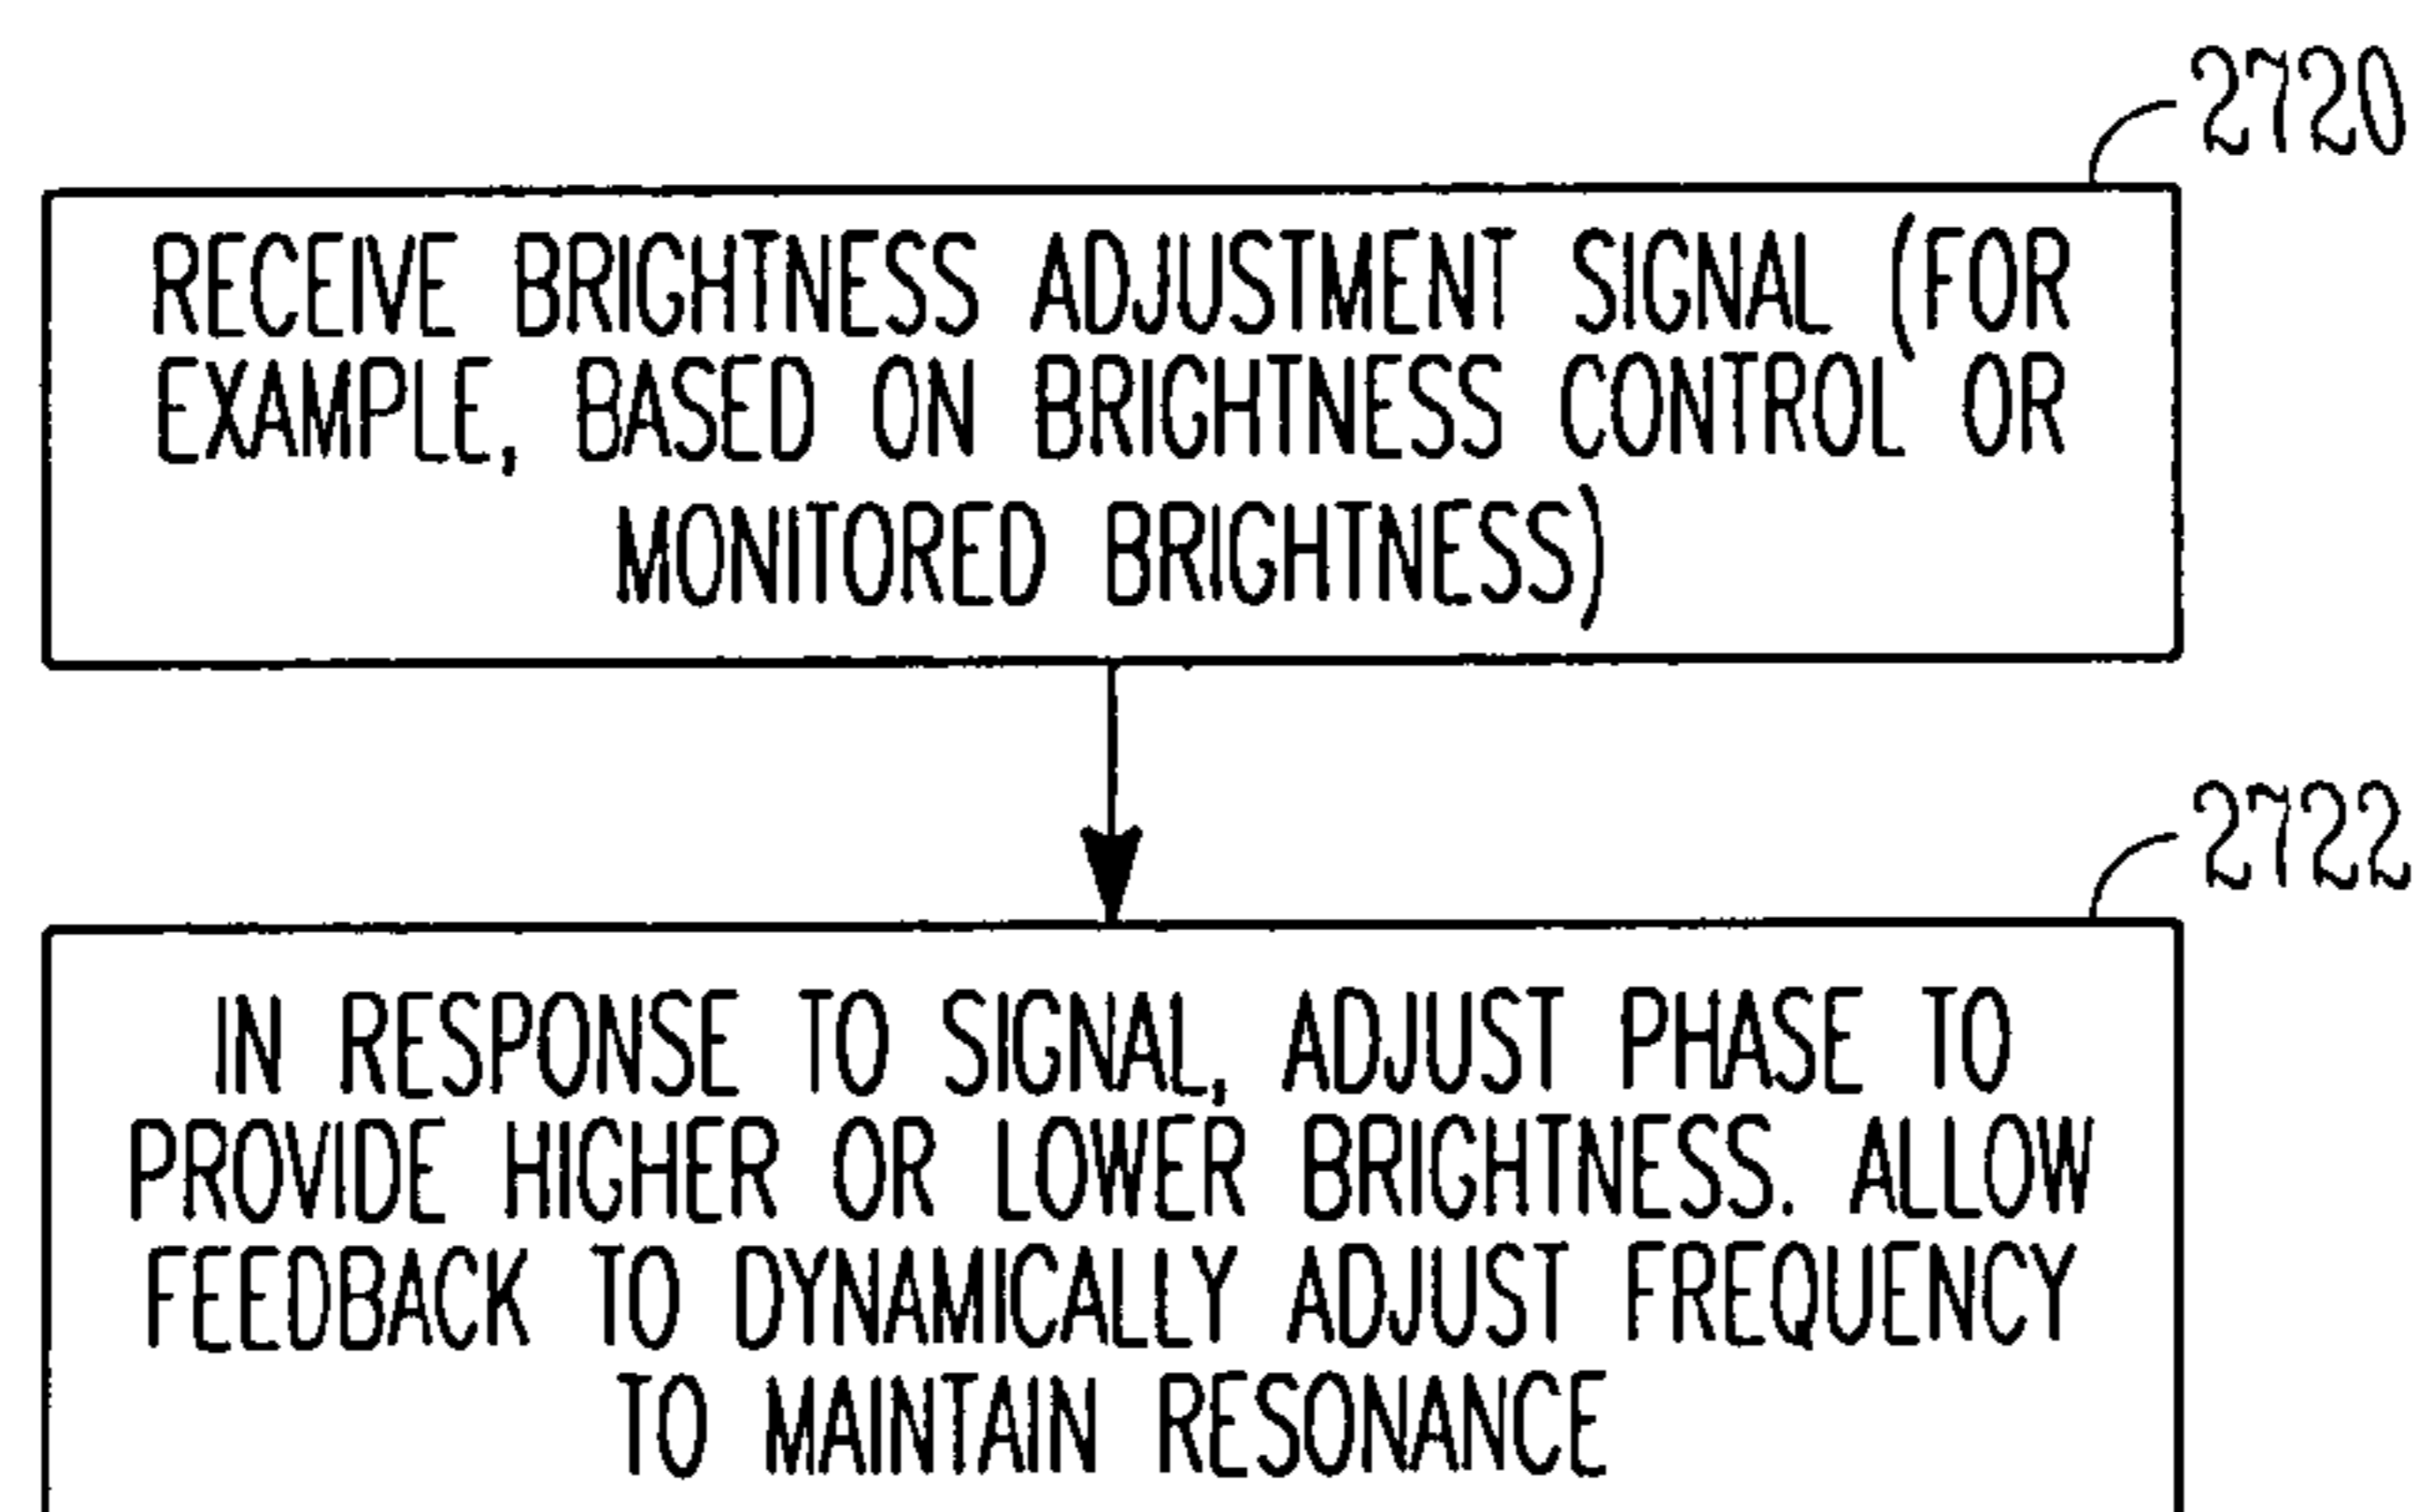 2720
RECEIVE BRIGHTNESS ADJUSTMENT SIGNAL (FOR
EXAMPLE, BASED ON BRIGHTNESS CONTROL OR
MONITORED BRIGHTNESS)
2722
IN RESPONSE TO SIGNAL, ADJUST PHASE TO
PROVIDE HIGHER OR LOWER BRIGHTNESS. ALLOW
FEEDBACK TO DYNAMICALLY ADJUST FREQUENCY
TO MAINTAIN RESONANCE